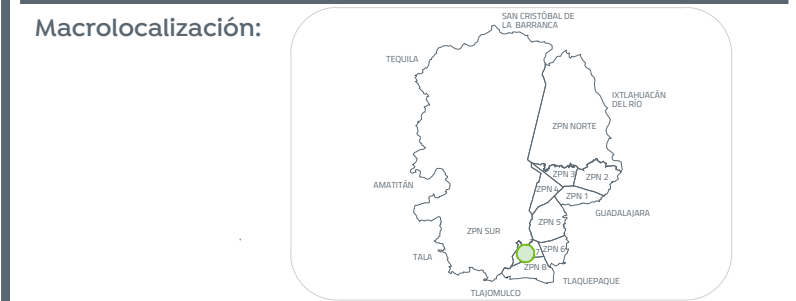 Macrolocalización:
SAN CRISTÓBAL DE
LA BARRANCA
TEQUILA
IXTLAHUACÁN
DEL RÍO
ZPN NORTE
ZPN 3
ZPN 2
AMATITÁN
ZPN 4
ZPN 1
GUADALAJARA
ZPN 5
ZPN SUR
7
ZPN 6
TALA
ZPN 8
TLAQUEPAQUE
TLAJOMULCO